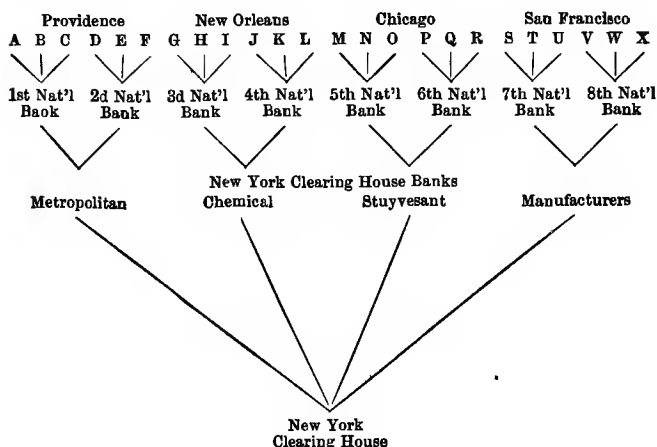 Providence New Orleans Chicago San Francisco
A B C D E F G H I J K L M N O P Q R S T U V W X
1st Nat'l 2d Nat'l 3d Nat'l 4th Nat'l 5th Nat'l 6th Nat'l 7th Nat'l 8th Nat'l
Baok Bank Bank Bank Bank Bank Bank Bank
New York Clearing House Banks
Metropolitan Chemical Stuyvesant Manufacturers
New York
Clearing House